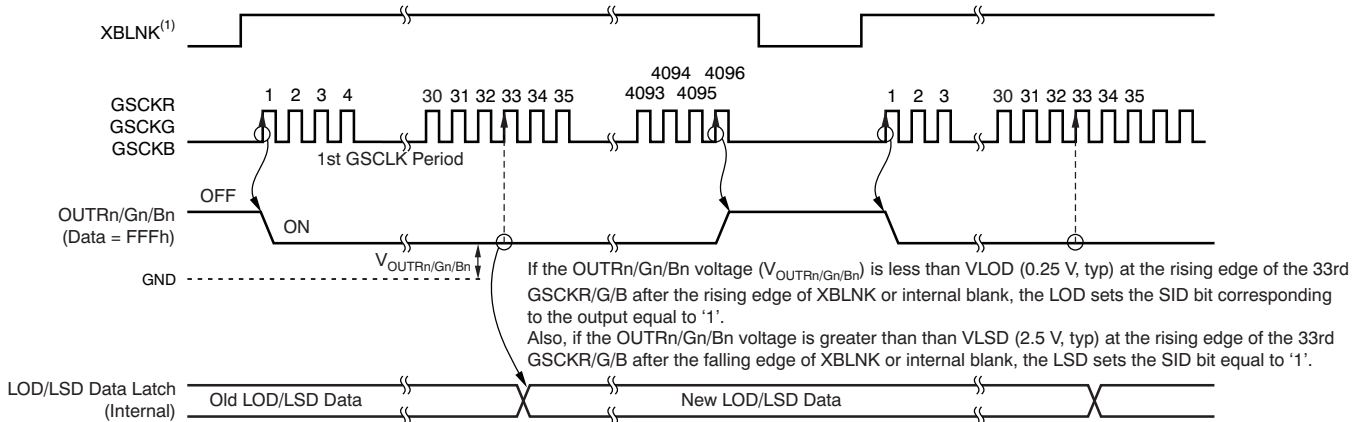 XBLNK(1)
4094 4096
GSCKR
GSCKG
GSCKB
1 2 3 4 30 31 32 33 34 35 4093 4095 1 2 3 30 31 32 33 34 35
1st GSCLK Period
OFF
OUTRn/Gn/Bn
(Data = FFFh)
ON
VOUTRn/Gn/Bn
GND
If the OUTRn/Gn/Bn voltage (VOUTRn/Gn/Bn) is less than VLOD (0.25 V, typ) at the rising edge of the 33rd
GSCKR/G/B after the rising edge of XBLNK or internal blank, the LOD sets the SID bit corresponding
to the output equal to ‘1’.
Also, if the OUTRn/Gn/Bn voltage is greater than than VLSD (2.5 V, typ) at the rising edge of the 33rd
GSCKR/G/B after the falling edge of XBLNK or internal blank, the LSD sets the SID bit equal to ‘1’.
LOD/LSD Data Latch
(Internal)
Old LOD/LSD Data
New LOD/LSD Data